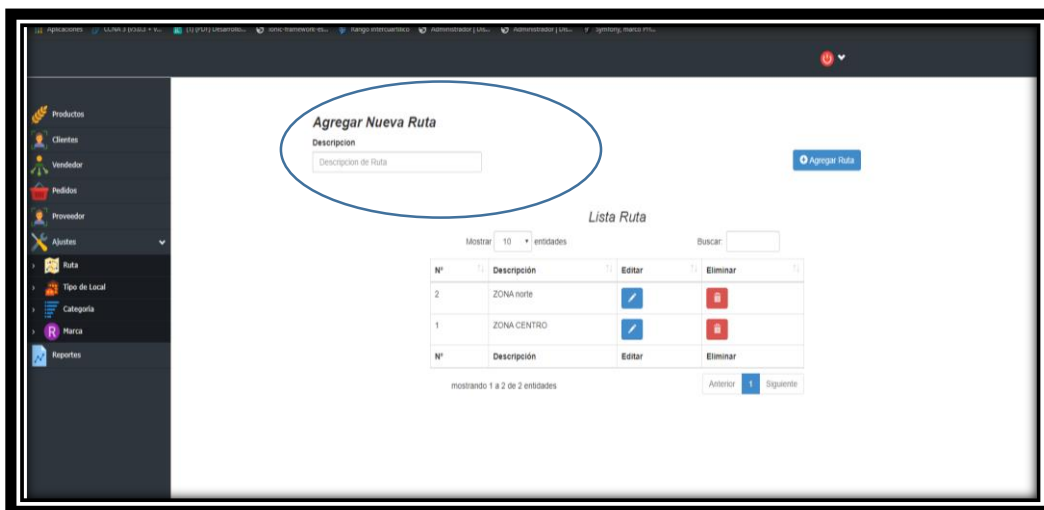 Aplicaciones
Productos
Clientes
Vendedor
Pedidos
Proveedor
Ajustes
Ruta
Tipo de Local
Categoria
R Marca
Reportes
Agregar Nueva Ruta
Descripcion
Descripcion de Ruta
Agregar Ruta
Lista Ruta
Mostrar 10 entidades Buscar:
N° Descripción Editar Eliminar
2 ZONA norte
1 ZONA CENTRO
N° Descripción Editar Eliminar
mostrando 1 a 2 de 2 entidades
Anterior 1 Siguiente